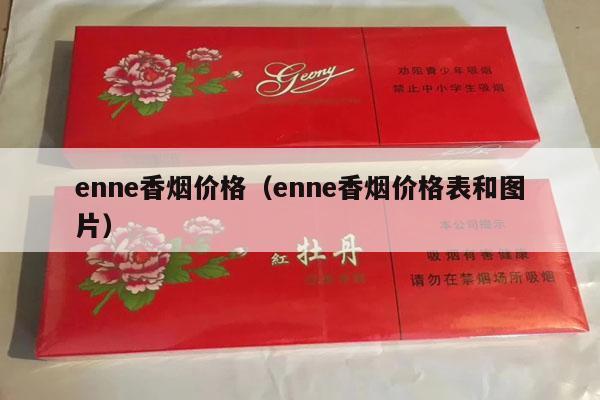 Geony
劝阻青少年吸烟
禁止中小学生吸烟
enne香烟价格（enne香烟价格表和图
片）
本公司提示
吸烟有害健康
请勿在禁烟场所吸烟
紅 牡丹